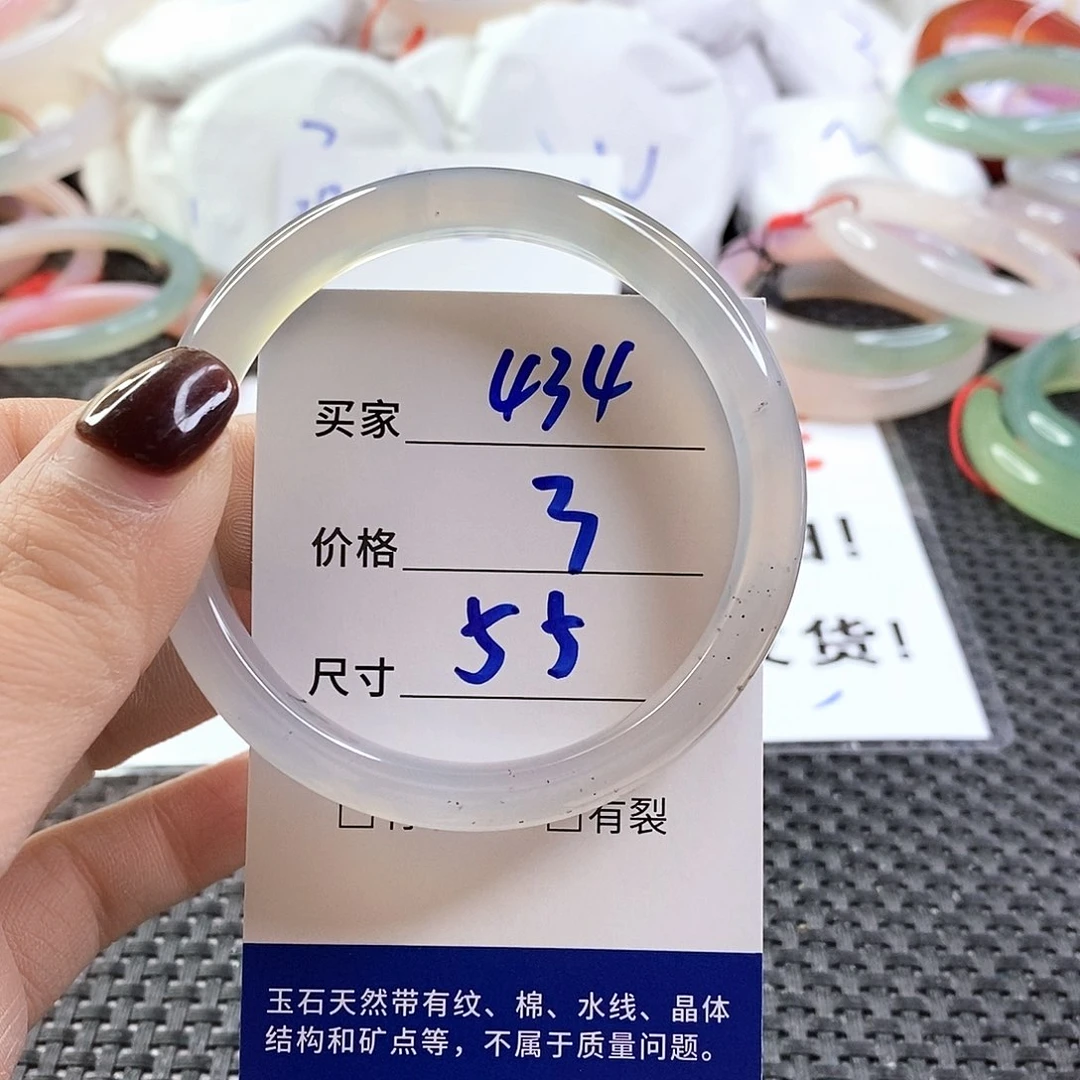 买家 434
价格 3
尺寸 55
有裂
玉石天然带有纹、棉、水线、晶体
结构和矿点等，不属于质量问题。
货!